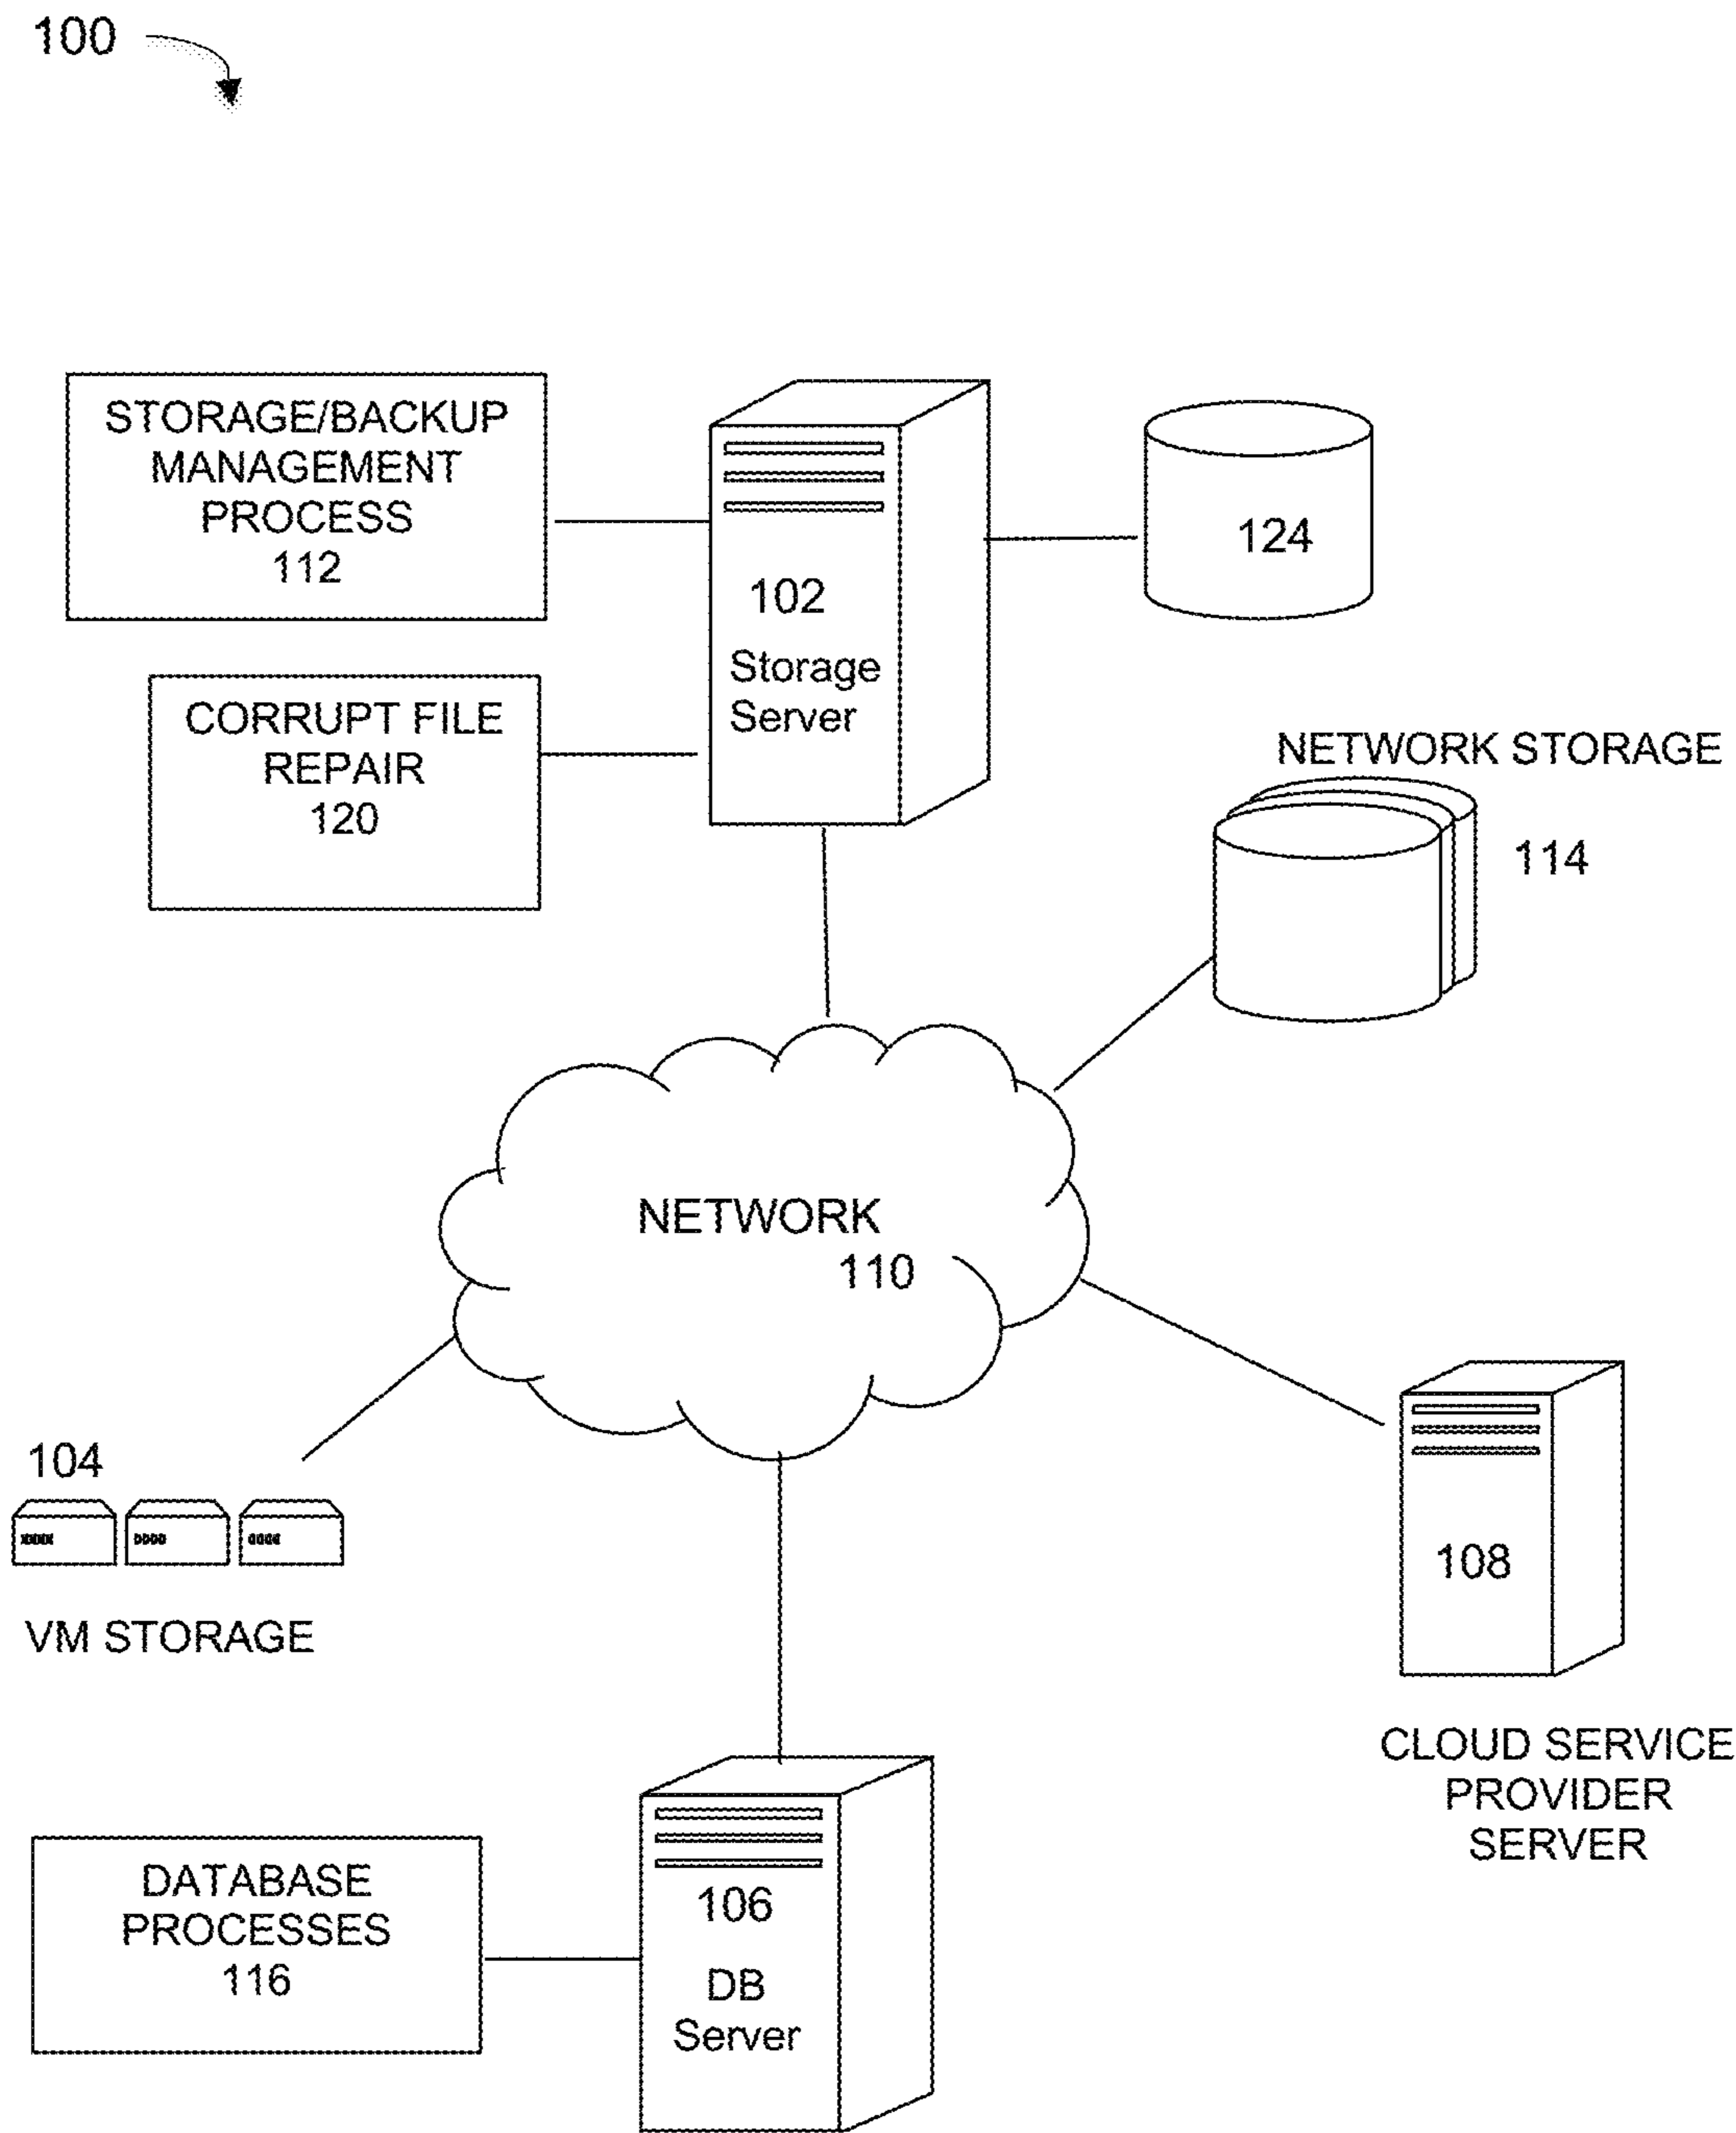 100
STORAGE/BACKUP
MANAGEMENT
PROCESS
112
102
Storage
Server
124
CORRUPT FILE
REPAIR
120
NETWORK STORAGE
114
NETWORK
110
104
VM STORAGE
108
CLOUD SERVICE
PROVIDER
SERVER
DATABASE
PROCESSES
116
106
DB
Server